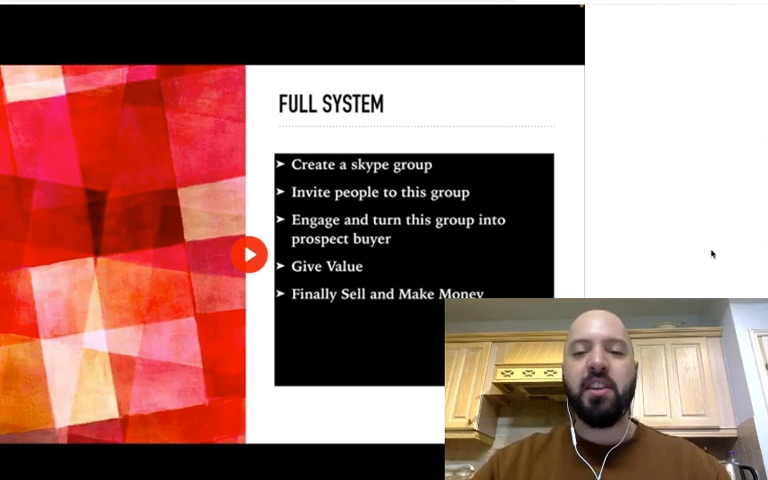 FULL SYSTEM
➤ Create a skype group
➤ Invite people to this group
➤ Engage and turn this group into
prospect buyer
➤ Give Value
➤ Finally Sell and Make Money